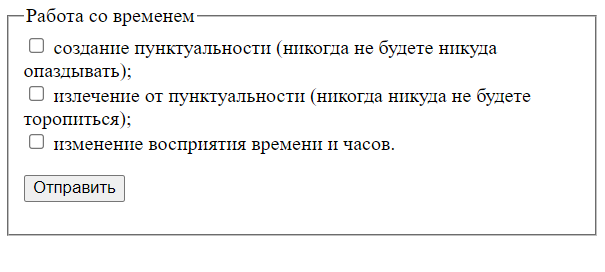 Работа со временем
создание пунктуальности (никогда не будете никуда
опаздывать);
излечение от пунктуальности (никогда никуда не будете
торопиться);
изменение восприятия времени и часов.
Отправить